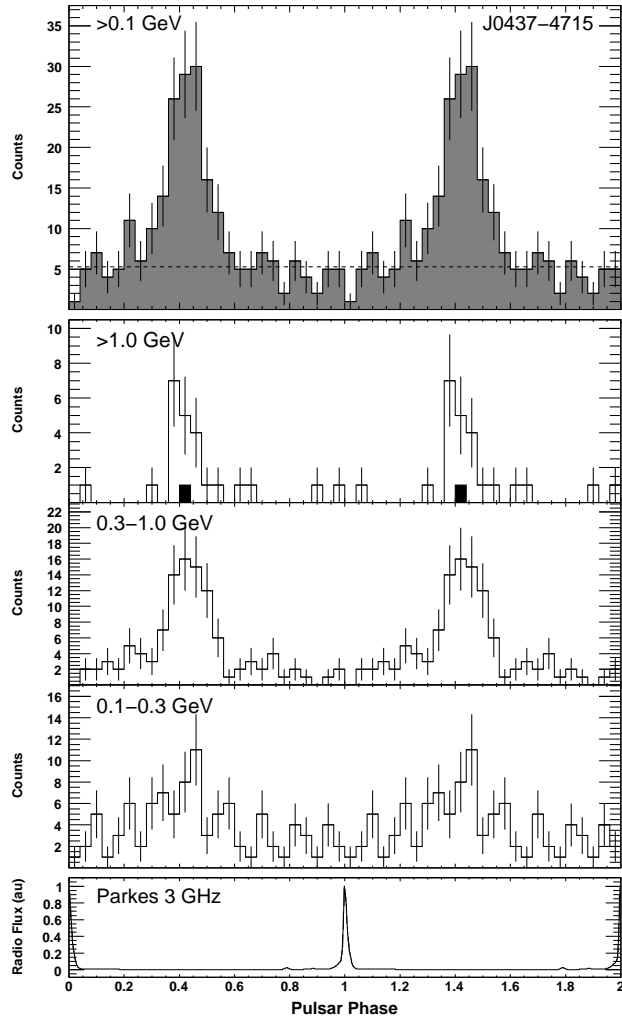 >0.1 GeV
J0437−4715
35
30
25
20
15
10
5
0
Counts
>1.0 GeV
10
8
6
4
2
Counts
0.3−1.0 GeV
22
20
18
16
14
12
10
8
6
4
2
Counts
0.1−0.3 GeV
16
14
12
10
8
6
4
2
Counts
Parkes 3 GHz
1
0.8
0.6
0.4
0.2
0
Radio Flux (au)
0 0.2 0.4 0.6 0.8 1 1.2 1.4 1.6 1.8 2
Pulsar Phase